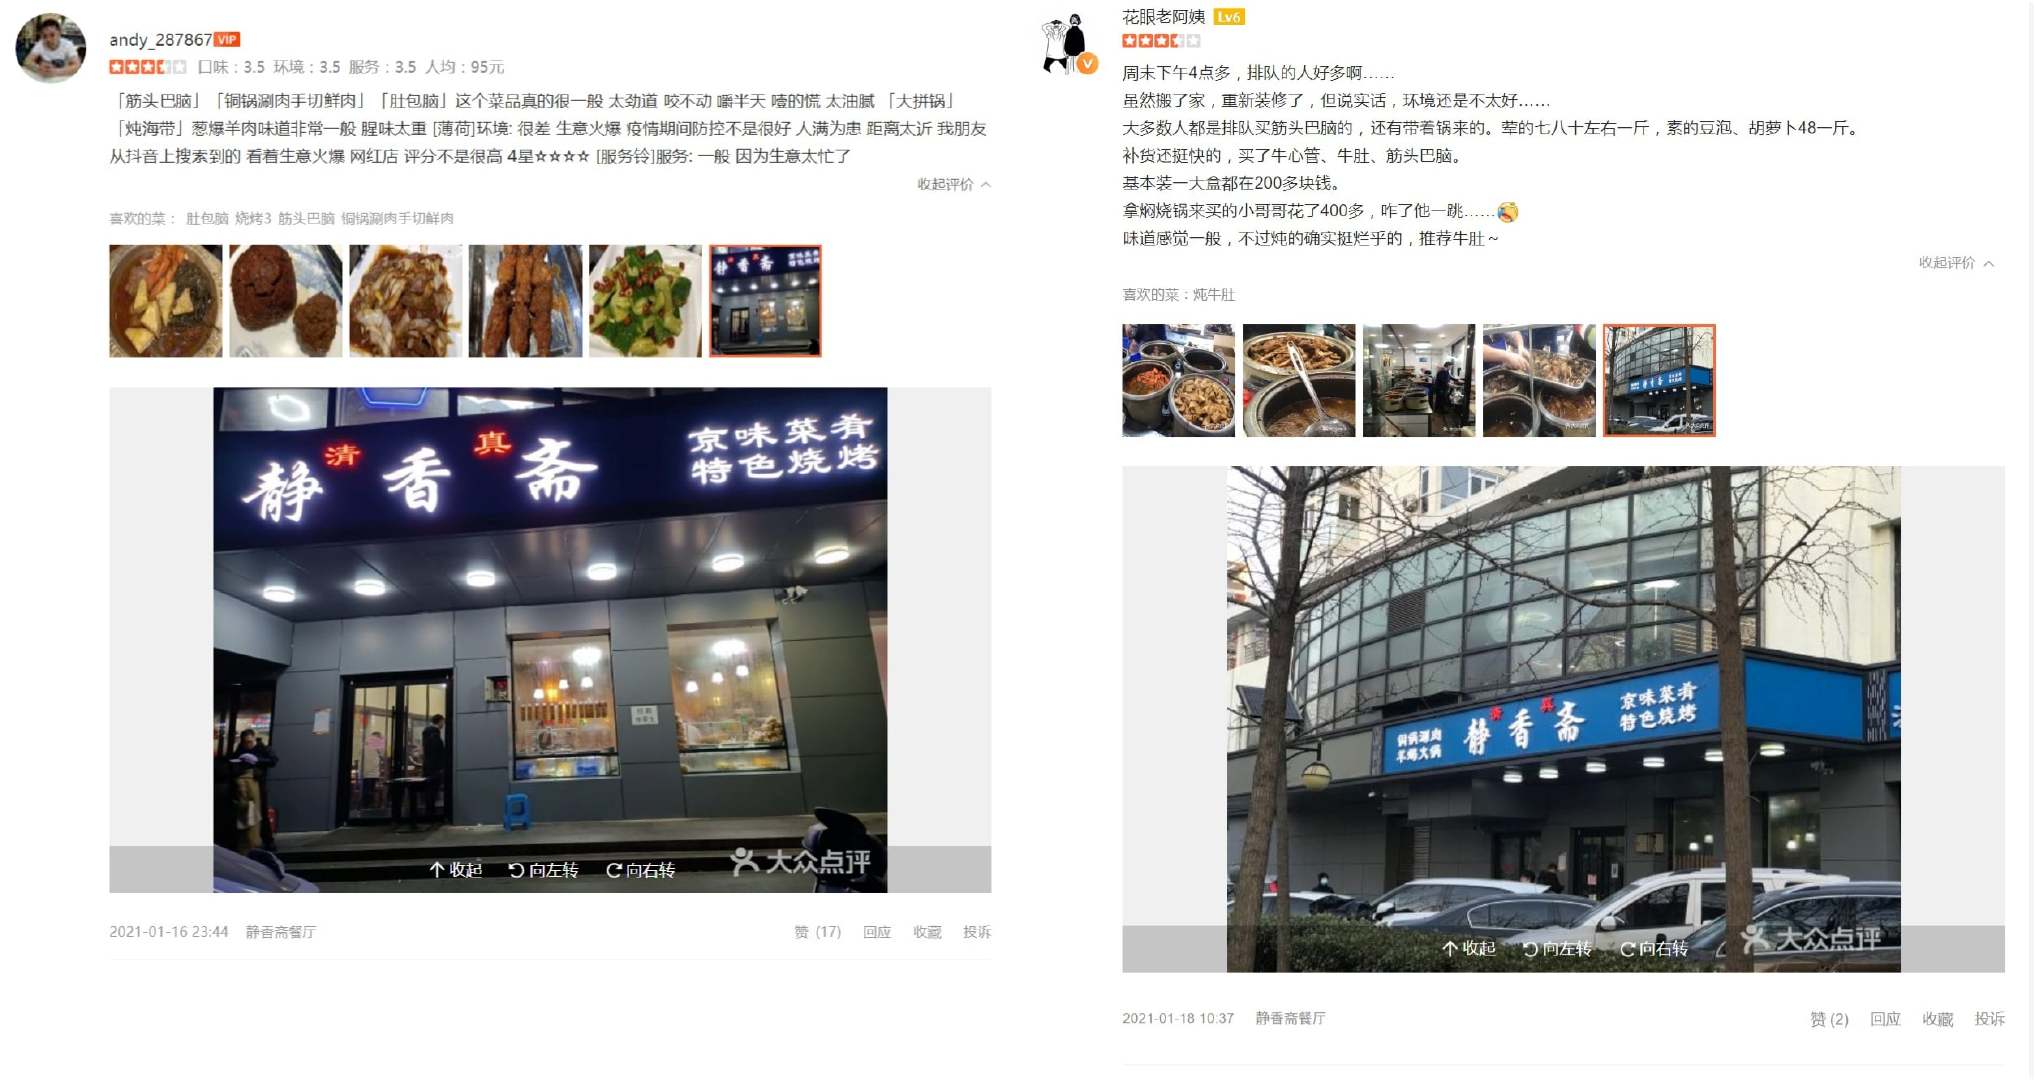 andy_287867 VIP
口味：3.5 环境：3.5 服务：3.5 人均：95元
「筋头巴脑」「铜锅涮肉手切鲜肉」「肚包脑」这个菜品真的很一般 太劲道 咬不动 嚼半天 噎的慌 太油腻 「大拼锅」
「炖海带」葱爆羊肉味道非常一般 腥味太重 [薄荷]环境: 很差 生意火爆 疫情期间防控不是很好 人满为患 距离太近 我朋友
从抖音上搜索到的 看着生意火爆 网红店 评分不是很高 4星☆☆☆☆ [服务铃]服务: 一般 因为生意太忙了
收起评价
喜欢的菜： 肚包脑 烧烤3 筋头巴脑 铜锅涮肉手切鲜肉
清真
静香斋
京味菜肴
特色烧烤
收起 向左转 向右转
大众点评
2021-01-16 23:44 静香斋餐厅
赞 (17) 回应 收藏 投诉
花眼老阿姨 Lv6
周末下午4点多，排队的人好多啊……
虽然搬了家，重新装修了，但说实话，环境还是不太好……
大多数人都是排队买筋头巴脑的，还有带着锅来的。荤的七八十左右一斤，素的豆泡、胡萝卜48一斤。
补货还挺快的，买了牛心管、牛肚、筋头巴脑。
基本装一大盒都在200多块钱。
拿焖烧锅来买的小哥哥花了400多，咋了他一跳……
味道感觉一般，不过炖的确实挺烂乎的，推荐牛肚～
收起评价
喜欢的菜：炖牛肚
铜锅涮肉
羊蝎火锅
清真
静香斋
京味菜肴
特色烧烤
收起 向左转 向右转
大众点评
2021-01-18 10:37 静香斋餐厅
赞 (2) 回应 收藏 投诉